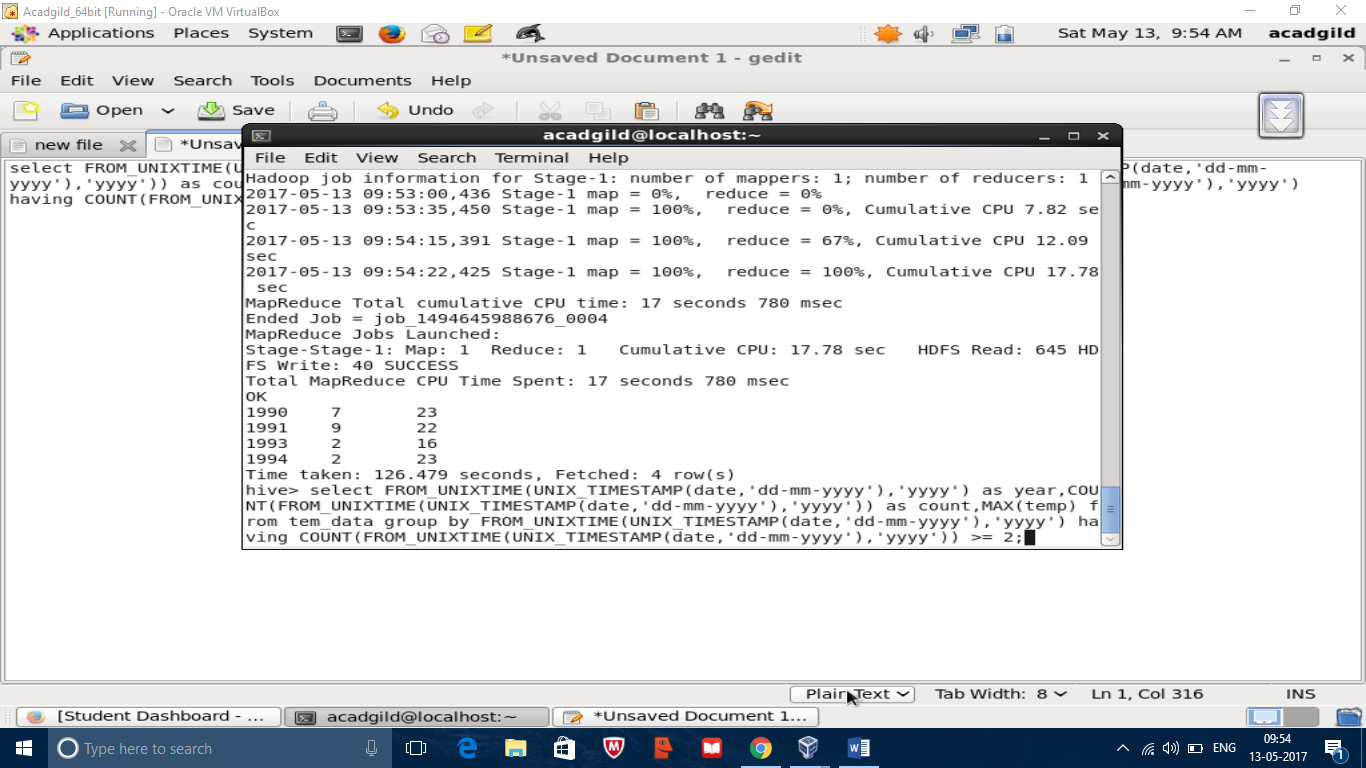 Acadgild_64bit [Running] - Oracle VM VirtualBox
Applications Places System Sat May 13, 9:54 AM acadgild
*Unsaved Document 1 - gedit
File Edit View Search Tools Documents Help
Open Save Undo
new file *Unsav
select FROM_UNIXTIME(U P(date,'dd-mm-
yyyy'),'yyyy')) as cou mm-yyyy'),'yyyy')
having COUNT(FROM_UNIX
acadgild@localhost:~
File Edit View Search Terminal Help
Hadoop job information for Stage-1: number of mappers: 1; number of reducers: 1
2017-05-13 09:53:00,436 Stage-1 map = 0%,  reduce = 0%
2017-05-13 09:53:35,450 Stage-1 map = 100%,  reduce = 0%, Cumulative CPU 7.82 se
c
2017-05-13 09:54:15,391 Stage-1 map = 100%,  reduce = 67%, Cumulative CPU 12.09
sec
2017-05-13 09:54:22,425 Stage-1 map = 100%,  reduce = 100%, Cumulative CPU 17.78
sec
MapReduce Total cumulative CPU time: 17 seconds 780 msec
Ended Job = job_1494645988676_0004
MapReduce Jobs Launched:
Stage-Stage-1: Map: 1  Reduce: 1   Cumulative CPU: 17.78 sec   HDFS Read: 645 HD
FS Write: 40 SUCCESS
Total MapReduce CPU Time Spent: 17 seconds 780 msec
OK
1990 7 23
1991 9 22
1993 2 16
1994 2 23
Time taken: 126.479 seconds, Fetched: 4 row(s)
hive> select FROM_UNIXTIME(UNIX_TIMESTAMP(date,'dd-mm-yyyy'),'yyyy') as year,COU
NT(FROM_UNIXTIME(UNIX_TIMESTAMP(date,'dd-mm-yyyy'),'yyyy')) as count,MAX(temp) f
rom tem_data group by FROM_UNIXTIME(UNIX_TIMESTAMP(date,'dd-mm-yyyy'),'yyyy') ha
ving COUNT(FROM_UNIXTIME(UNIX_TIMESTAMP(date,'dd-mm-yyyy'),'yyyy')) >= 2;
Plain Text Tab Width: 8 Ln 1, Col 316 INS
[Student Dashboard - ... acadgild@localhost:~ *Unsaved Document 1...
Type here to search ENG 09:54
13-05-2017